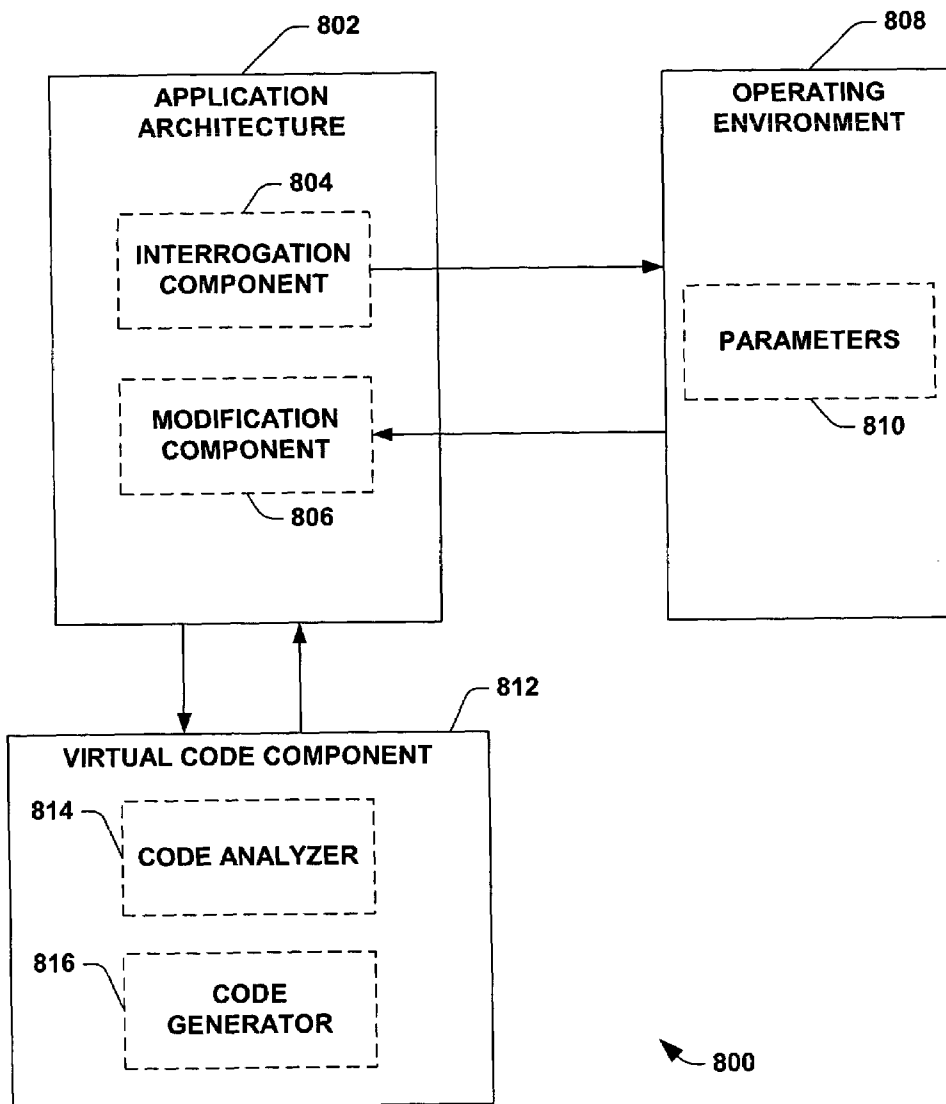 802
808
APPLICATION
ARCHITECTURE
OPERATING
ENVIRONMENT
804
INTERROGATION
COMPONENT
PARAMETERS
MODIFICATION
COMPONENT
810
806
812
VIRTUAL CODE COMPONENT
814
CODE ANALYZER
816
CODE
GENERATOR
800